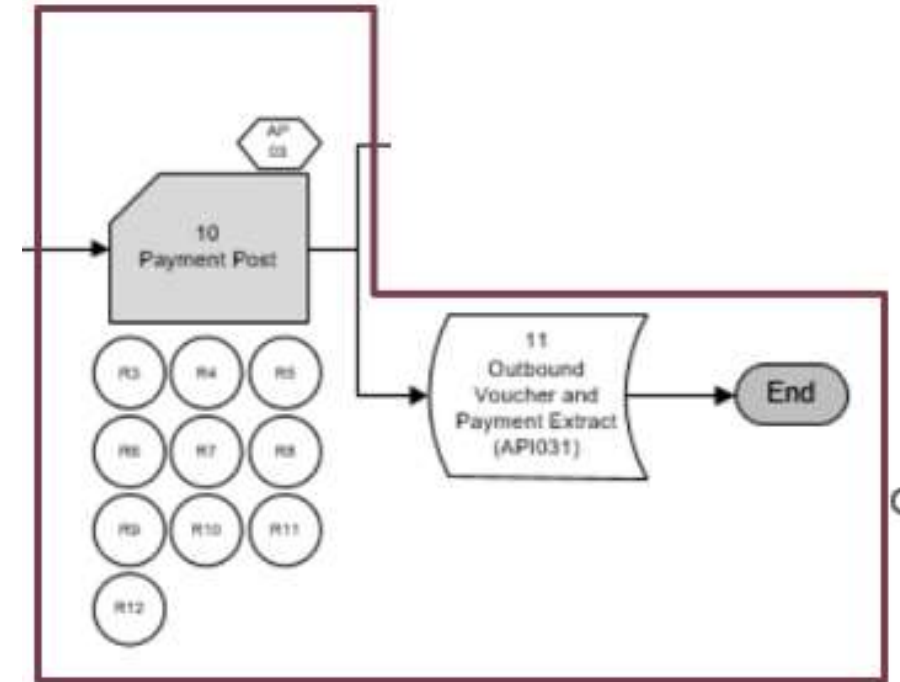 AP
03
10
Payment Post
R3
R4
R5
R6
R7
R8
R9
R10
R11
R12
11
Outbound
Voucher and
Payment Extract
(API031)
End